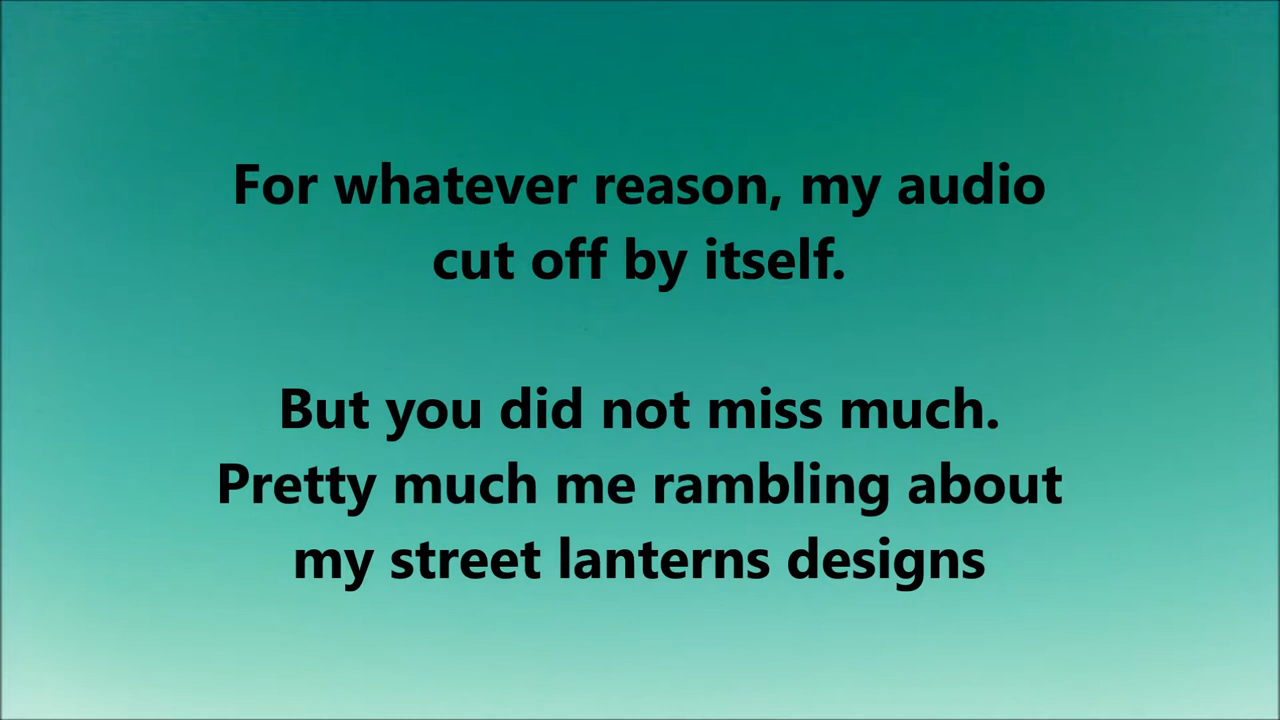 For whatever reason, my audio
cut off by itself.
But you did not miss much.
Pretty much me rambling about
my street lanterns designs